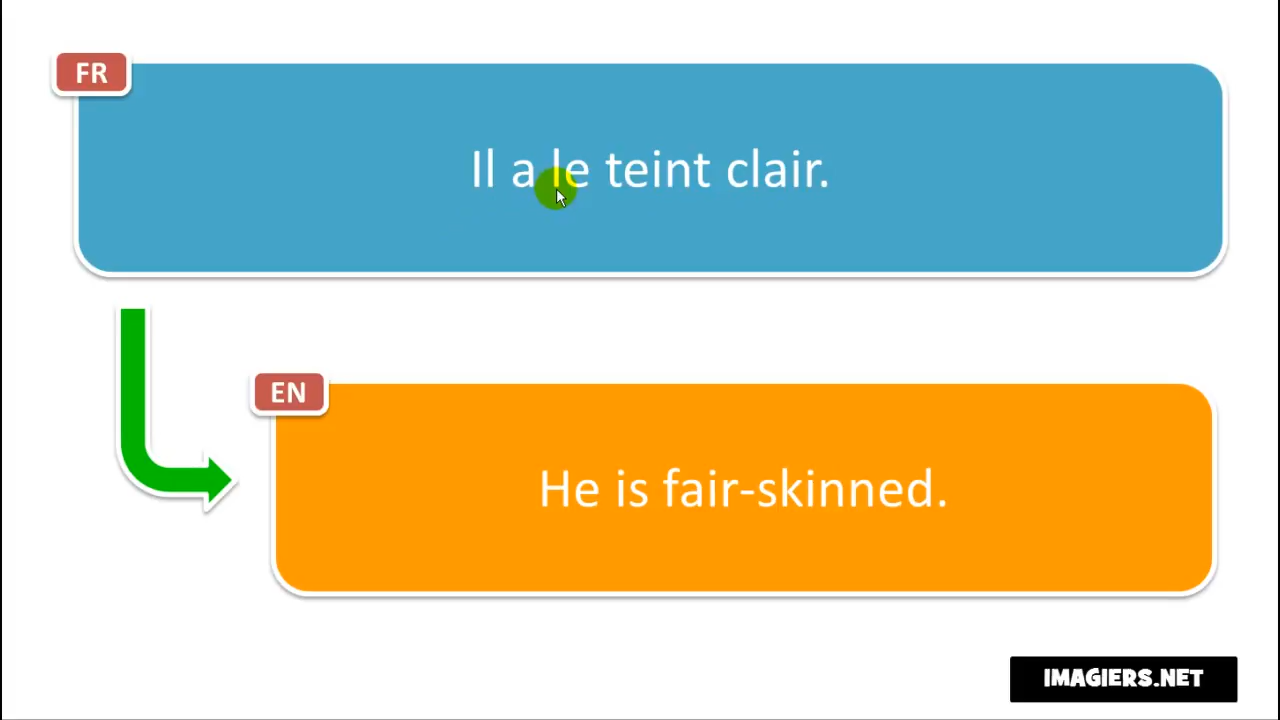 FR
Il a le teint clair.
EN
He is fair-skinned.
IMAGIERS.NET